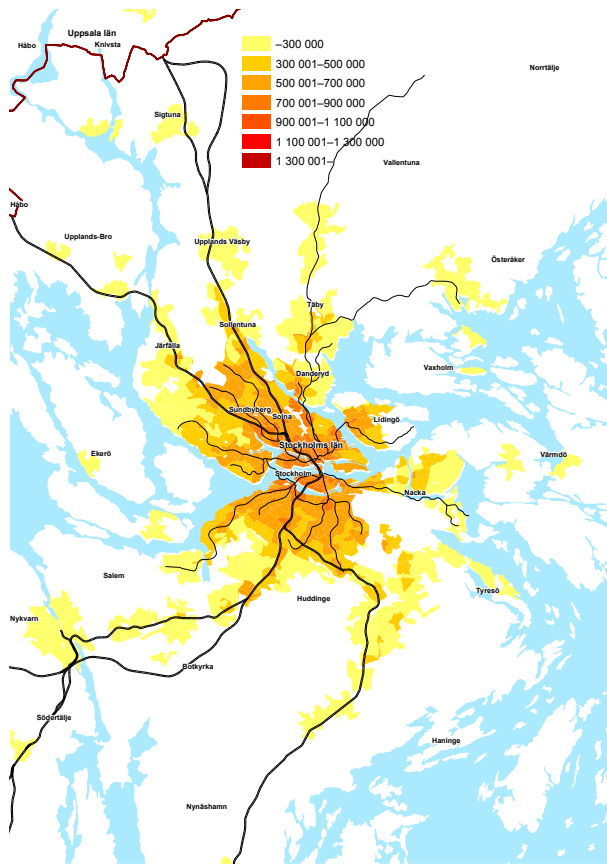 Uppsala län
Håbo
Knivsta
–300 000
300 001–500 000
500 001–700 000
700 001–900 000
900 001–1 100 000
1 100 001–1 300 000
1 300 001–
Norrtälje
Sigtuna
Vallentuna
Håbo
Upplands-Bro
Upplands Väsby
Österåker
Täby
Sollentuna
Järfälla
Vaxholm
Danderyd
Sundbyberg
Solna
Lidingö
Stockholms län
Ekerö
Värmdö
Stockholm
Nacka
Salem
Tyresö
Huddinge
Nykvarn
Botkyrka
Södertälje
Haninge
Nynäshamn